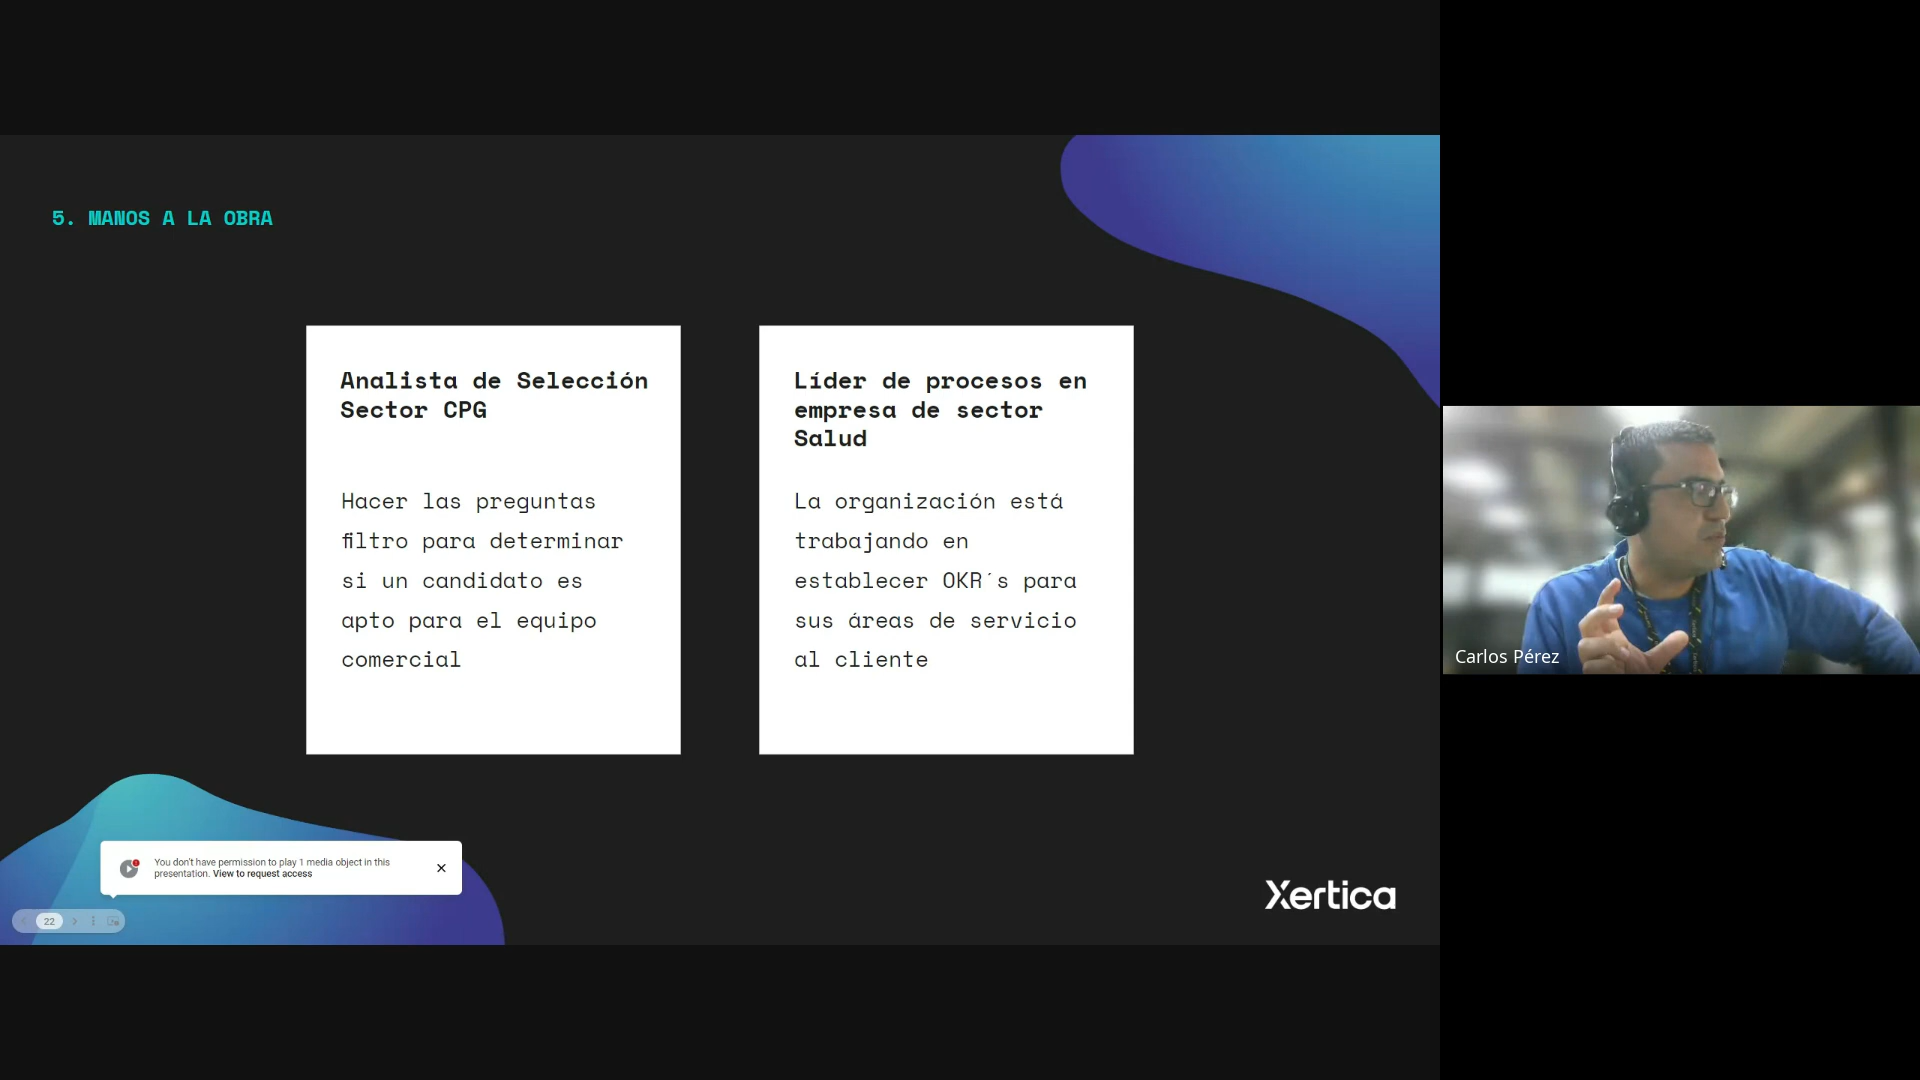 5. MANOS A LA OBRA
Analista de Selección
Sector CPG
Hacer las preguntas
filtro para determinar
si un candidato es
apto para el equipo
comercial
Líder de procesos en
empresa de sector
Salud
La organización está
trabajando en
establecer OKR´s para
sus áreas de servicio
al cliente
You don't have permission to play 1 media object in this
presentation. View to request access
22
Xertica
Carlos Pérez